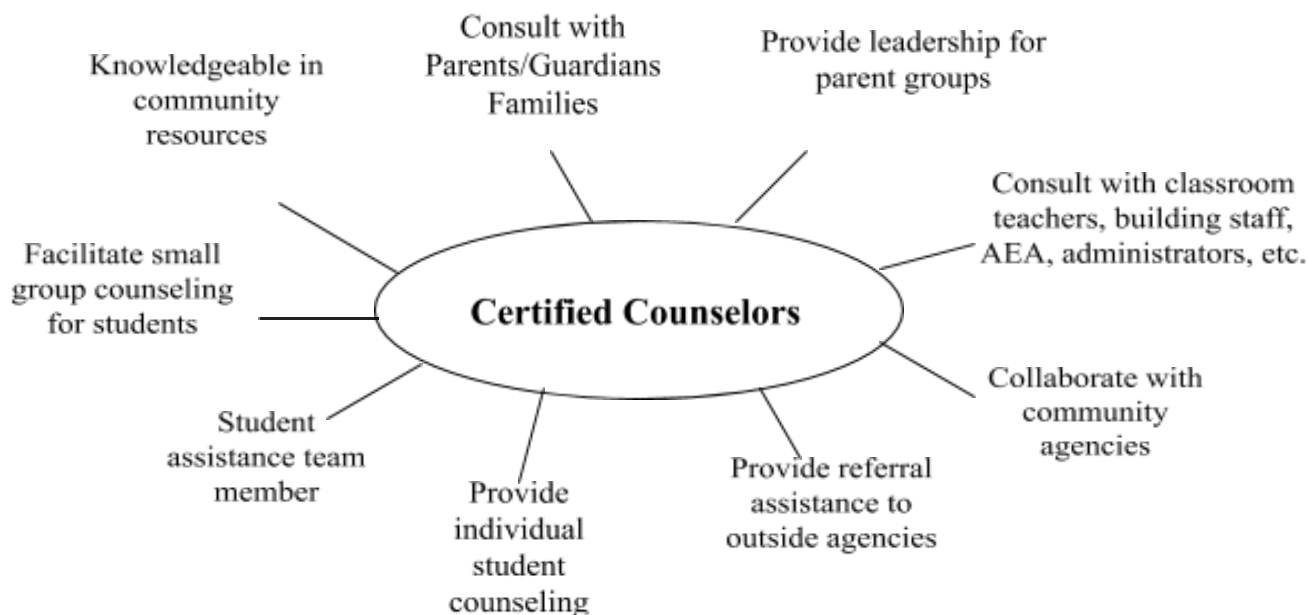 Knowledgeable in
community
resources
Consult with
Parents/Guardians
Families
Provide leadership for
parent groups
Consult with classroom
teachers, building staff,
AEA, administrators, etc.
Facilitate small
group counseling
for students
Certified Counselors
Collaborate with
community
agencies
Student
assistance team
member
Provide
individual
student
counseling
Provide referral
assistance to
outside agencies